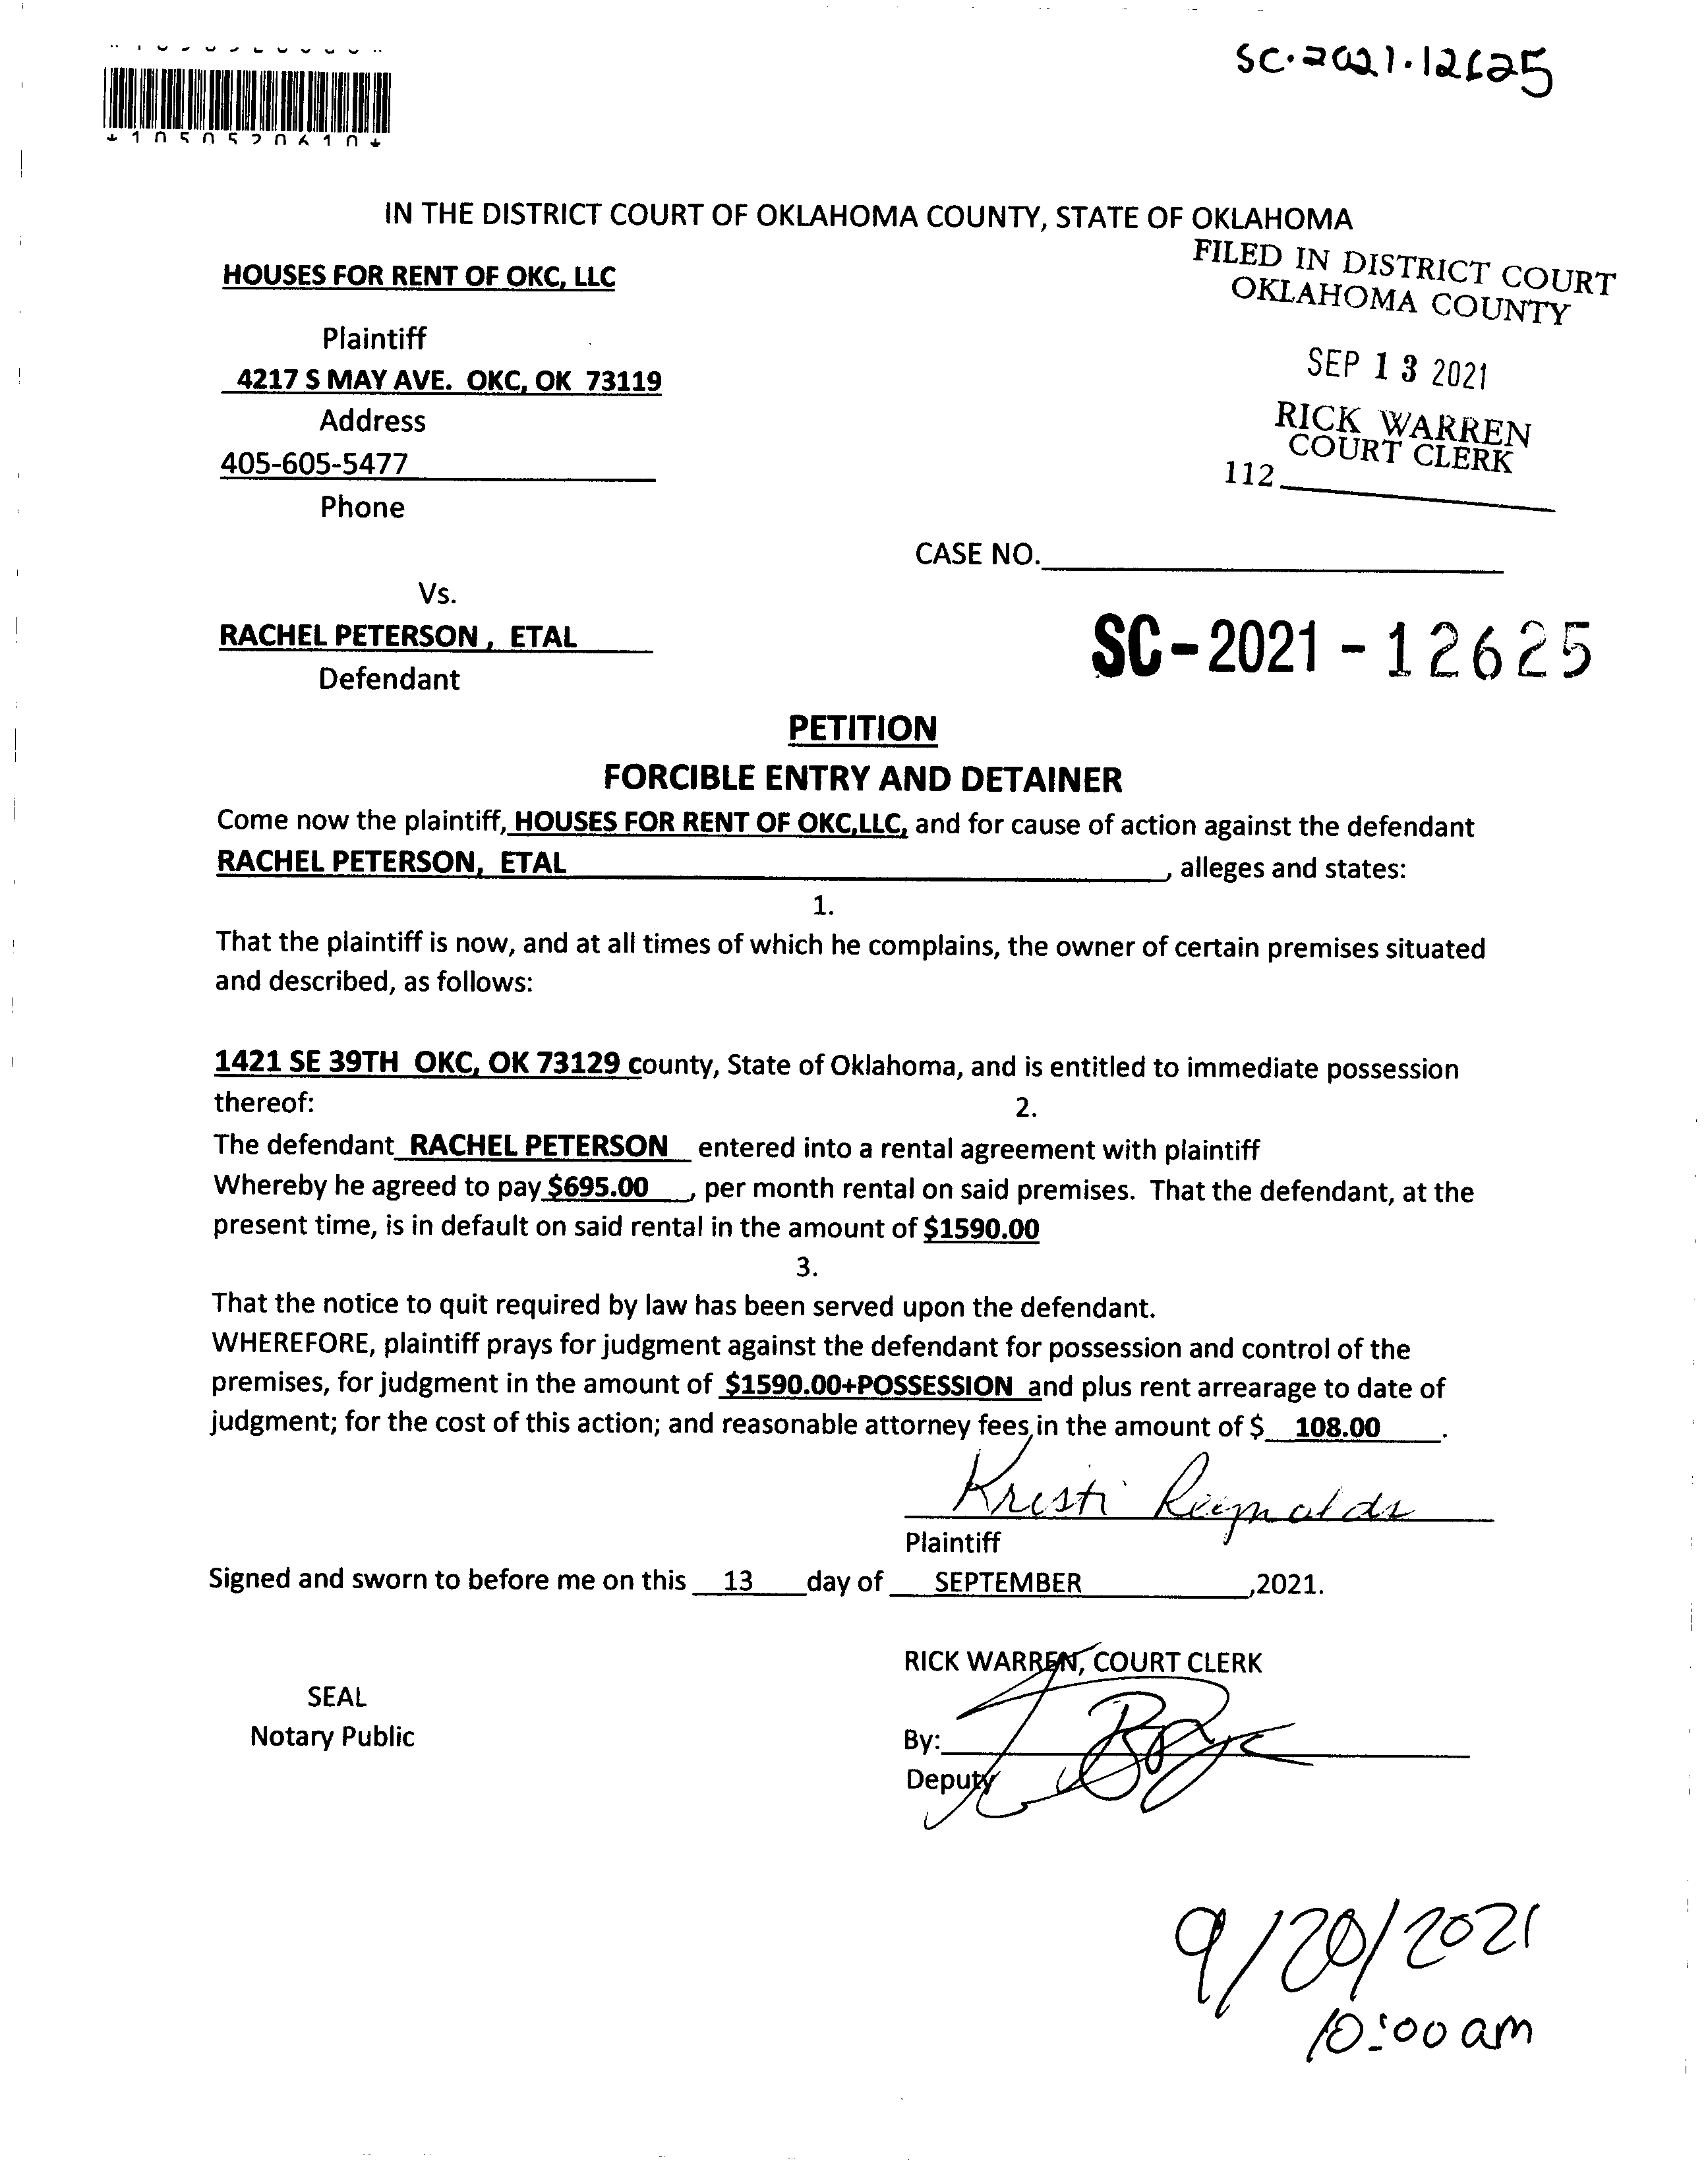 SC-2021-12625
*1050520610*
IN THE DISTRICT COURT OF OKLAHOMA COUNTY, STATE OF OKLAHOMA
FILED IN DISTRICT COURT
OKLAHOMA COUNTY
HOUSES FOR RENT OF OKC, LLC
Plaintiff
SEP 13 2021
4217 S MAY AVE. OKC, OK 73119
Address
RICK WARREN
COURT CLERK
405-605-5477
112
Phone
CASE NO.
Vs.
RACHEL PETERSON , ETAL
SC-2021-12625
Defendant
PETITION
FORCIBLE ENTRY AND DETAINER
Come now the plaintiff, HOUSES FOR RENT OF OKC,LLC, and for cause of action against the defendant
RACHEL PETERSON, ETAL , alleges and states:
1.
That the plaintiff is now, and at all times of which he complains, the owner of certain premises situated
and described, as follows:
1421 SE 39TH OKC, OK 73129 county, State of Oklahoma, and is entitled to immediate possession
thereof: 2.
The defendant RACHEL PETERSON entered into a rental agreement with plaintiff
Whereby he agreed to pay $695.00 , per month rental on said premises. That the defendant, at the
present time, is in default on said rental in the amount of $1590.00
3.
That the notice to quit required by law has been served upon the defendant.
WHEREFORE, plaintiff prays for judgment against the defendant for possession and control of the
premises, for judgment in the amount of $1590.00+POSSESSION and plus rent arrearage to date of
judgment; for the cost of this action; and reasonable attorney fees in the amount of $ 108.00 .
Kristi Reynolds
Plaintiff
Signed and sworn to before me on this 13 day of SEPTEMBER ,2021.
RICK WARREN, COURT CLERK
SEAL
Notary Public
By:
Deputy
9/20/2021
10:00 am